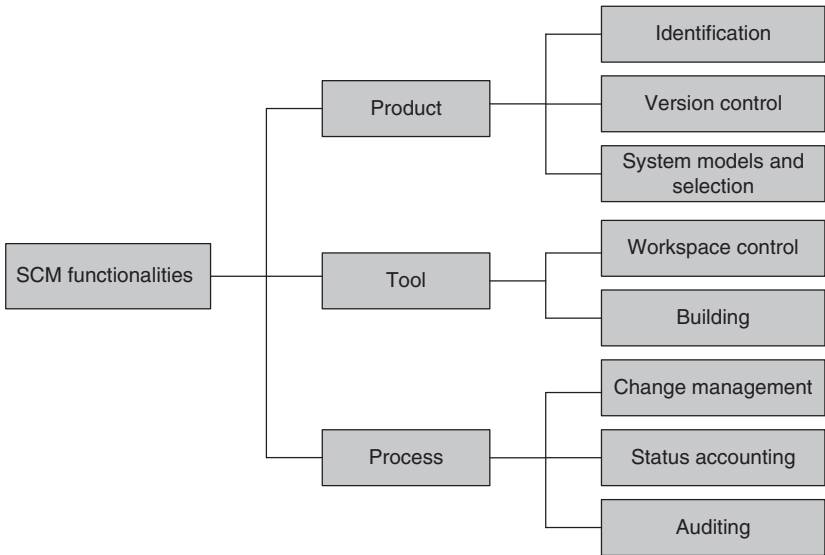 SCM functionalities
Product
Identification
Version control
System models and
selection
Tool
Workspace control
Building
Process
Change management
Status accounting
Auditing